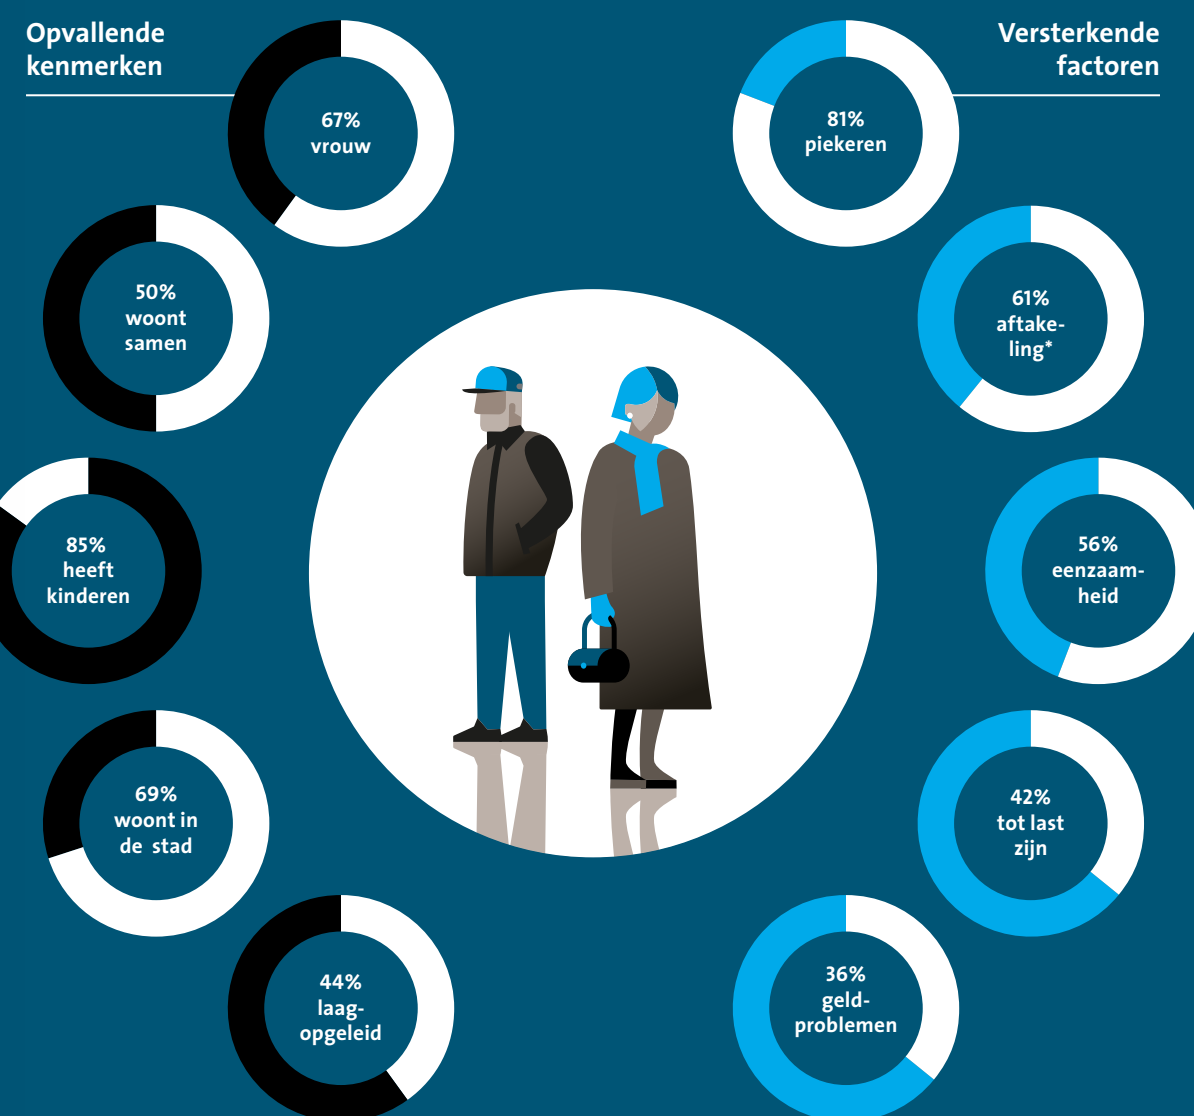 Opvallende
kenmerken
67%
vrouw
50%
woont
samen
85%
heeft
kinderen
69%
woont in
de stad
44%
laag-
opgeleid
Versterkende
factoren
81%
piekeren
61%
aftake-
ling*
56%
eenzaam-
heid
42%
tot last
zijn
36%
geld-
problemen